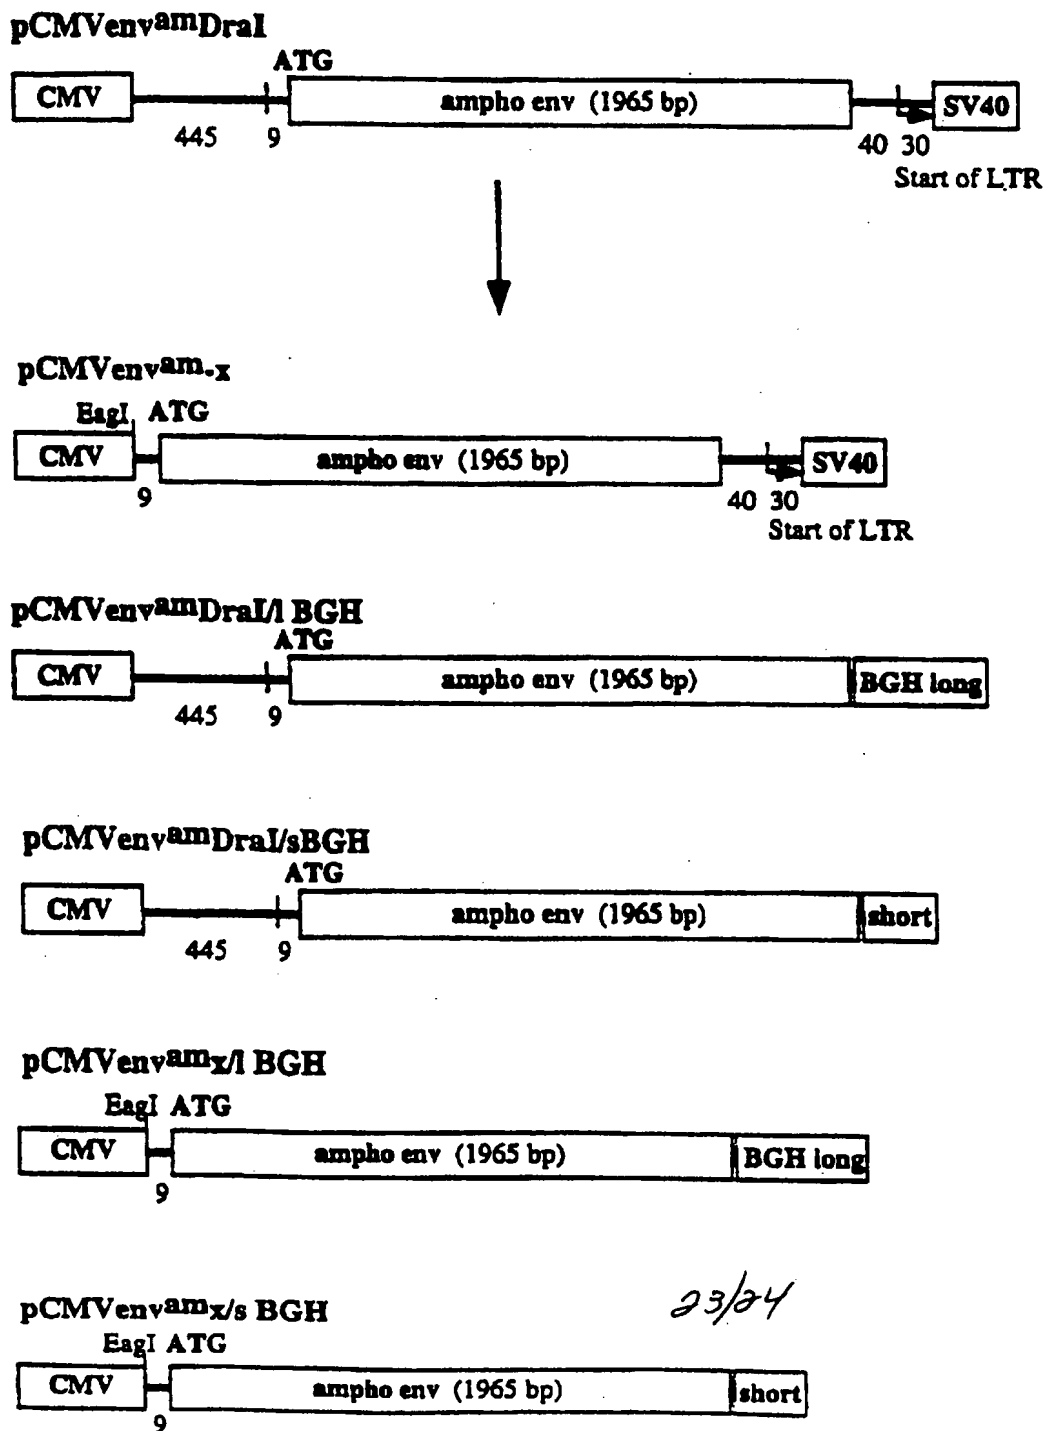 pCMVenvamDraI
ATG
CMV ampho env (1965 bp) SV40
445 9 40 30
Start of LTR
pCMVenvam-x
EagI ATG
CMV ampho env (1965 bp) SV40
9 40 30
Start of LTR
pCMVenvamDraI/l BGH
ATG
CMV ampho env (1965 bp) BGH long
445 9
pCMVenvamDraI/sBGH
ATG
CMV ampho env (1965 bp) short
445 9
pCMVenvamx/l BGH
EagI ATG
CMV ampho env (1965 bp) BGH long
9
23/24
pCMVenvamx/s BGH
EagI ATG
CMV ampho env (1965 bp) short
9